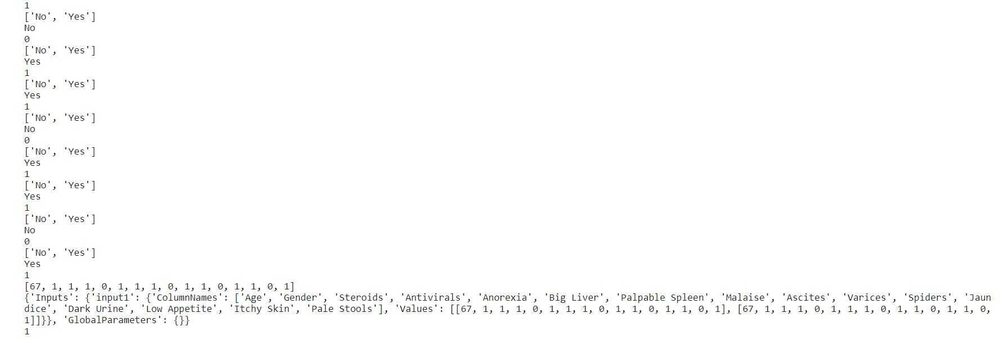 1
['No', 'Yes']
No
0
['No', 'Yes']
Yes
1
['No', 'Yes']
Yes
1
['No', 'Yes']
No
0
['No', 'Yes']
Yes
1
['No', 'Yes']
Yes
1
['No', 'Yes']
No
0
['No', 'Yes']
Yes
1
[67, 1, 1, 1, 0, 1, 1, 1, 0, 1, 1, 0, 1, 1, 0, 1]
{'Inputs': {'input1': {'ColumnNames': ['Age', 'Gender', 'Steroids', 'Antivirals', 'Anorexia', 'Big Liver', 'Palpable Spleen', 'Malaise', 'Ascites', 'Varices', 'Spiders', 'Jaun
dice', 'Dark Urine', 'Low Appetite', 'Itchy Skin', 'Pale Stools'], 'Values': [[67, 1, 1, 1, 0, 1, 1, 1, 0, 1, 1, 0, 1, 1, 0, 1], [67, 1, 1, 1, 0, 1, 1, 1, 0, 1, 1, 0, 1, 1, 0,
1]]}}, 'GlobalParameters': {}}
1